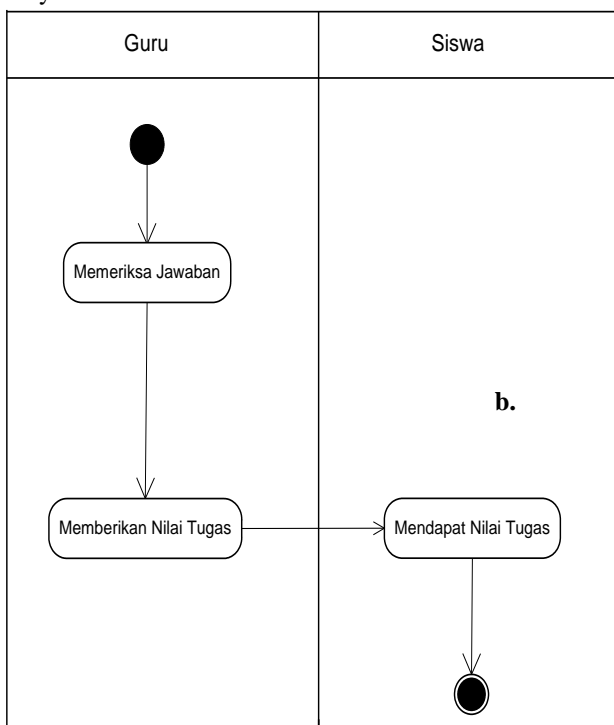 Guru
Siswa
Memeriksa Jawaban
b.
Memberikan Nilai Tugas
Mendapat Nilai Tugas